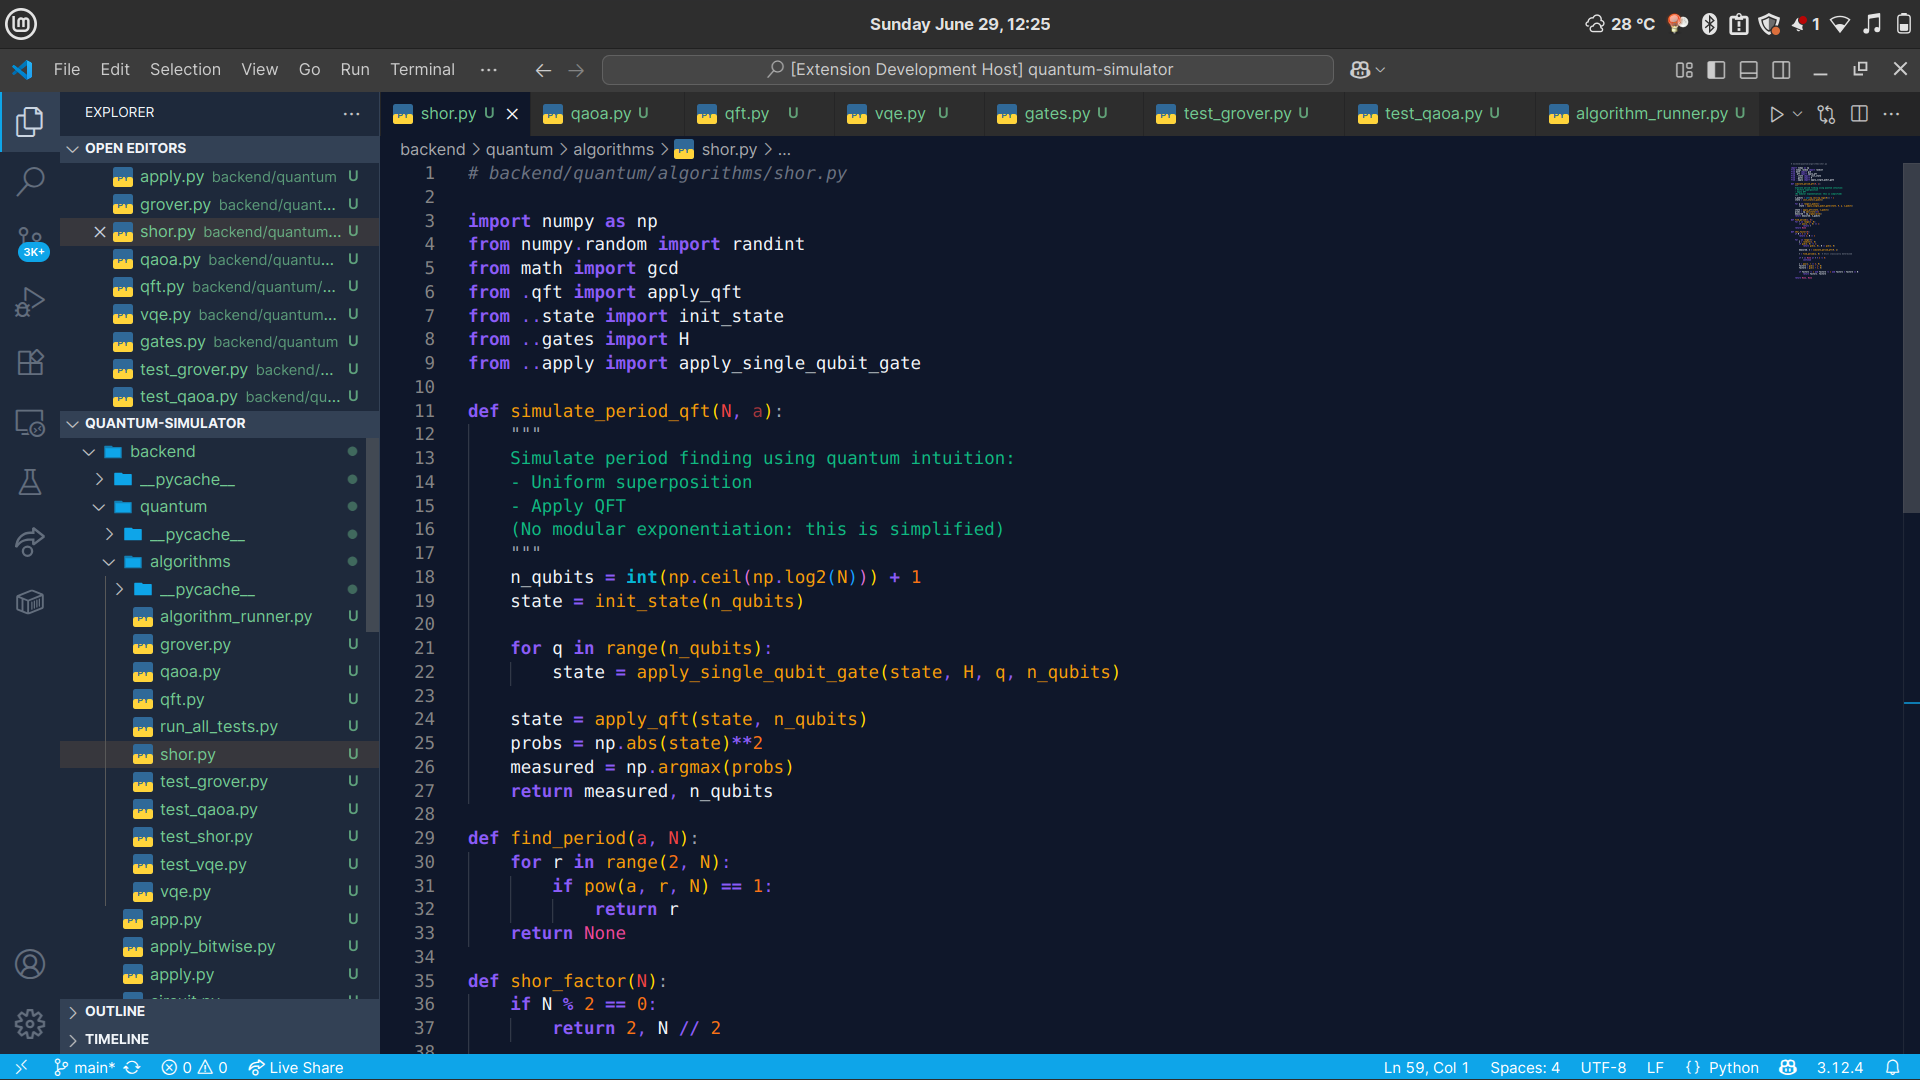 Sunday June 29, 12:25
28 °C
1
File Edit Selection View Go Run Terminal ···
[Extension Development Host] quantum-simulator
EXPLORER
OPEN EDITORS
apply.py backend/quantum U
grover.py backend/quant... U
shor.py backend/quantum... U
qaoa.py backend/quantu... U
qft.py backend/quantum/... U
vqe.py backend/quantum... U
gates.py backend/quantum U
test_grover.py backend/... U
test_qaoa.py backend/qu... U
3K+
QUANTUM-SIMULATOR
backend
__pycache__
quantum
__pycache__
algorithms
__pycache__
algorithm_runner.py U
grover.py U
qaoa.py U
qft.py U
run_all_tests.py U
shor.py U
test_grover.py U
test_qaoa.py U
test_shor.py U
test_vqe.py U
vqe.py U
app.py U
apply_bitwise.py U
apply.py U
OUTLINE
TIMELINE
shor.py U
qaoa.py U
qft.py U
vqe.py U
gates.py U
test_grover.py U
test_qaoa.py U
algorithm_runner.py U
backend > quantum > algorithms > shor.py > ...
1 # backend/quantum/algorithms/shor.py
2
3 import numpy as np
4 from numpy.random import randint
5 from math import gcd
6 from .qft import apply_qft
7 from ..state import init_state
8 from ..gates import H
9 from ..apply import apply_single_qubit_gate
10
11 def simulate_period_qft(N, a):
12 """
13 Simulate period finding using quantum intuition:
14 - Uniform superposition
15 - Apply QFT
16 (No modular exponentiation: this is simplified)
17 """
18 n_qubits = int(np.ceil(np.log2(N))) + 1
19 state = init_state(n_qubits)
20
21 for q in range(n_qubits):
22 state = apply_single_qubit_gate(state, H, q, n_qubits)
23
24 state = apply_qft(state, n_qubits)
25 probs = np.abs(state)**2
26 measured = np.argmax(probs)
27 return measured, n_qubits
28
29 def find_period(a, N):
30 for r in range(2, N):
31 if pow(a, r, N) == 1:
32 return r
33 return None
34
35 def shor_factor(N):
36 if N % 2 == 0:
37 return 2, N // 2
38
main* 0 0 Live Share
Ln 59, Col 1 Spaces: 4 UTF-8 LF {} Python 3.12.4